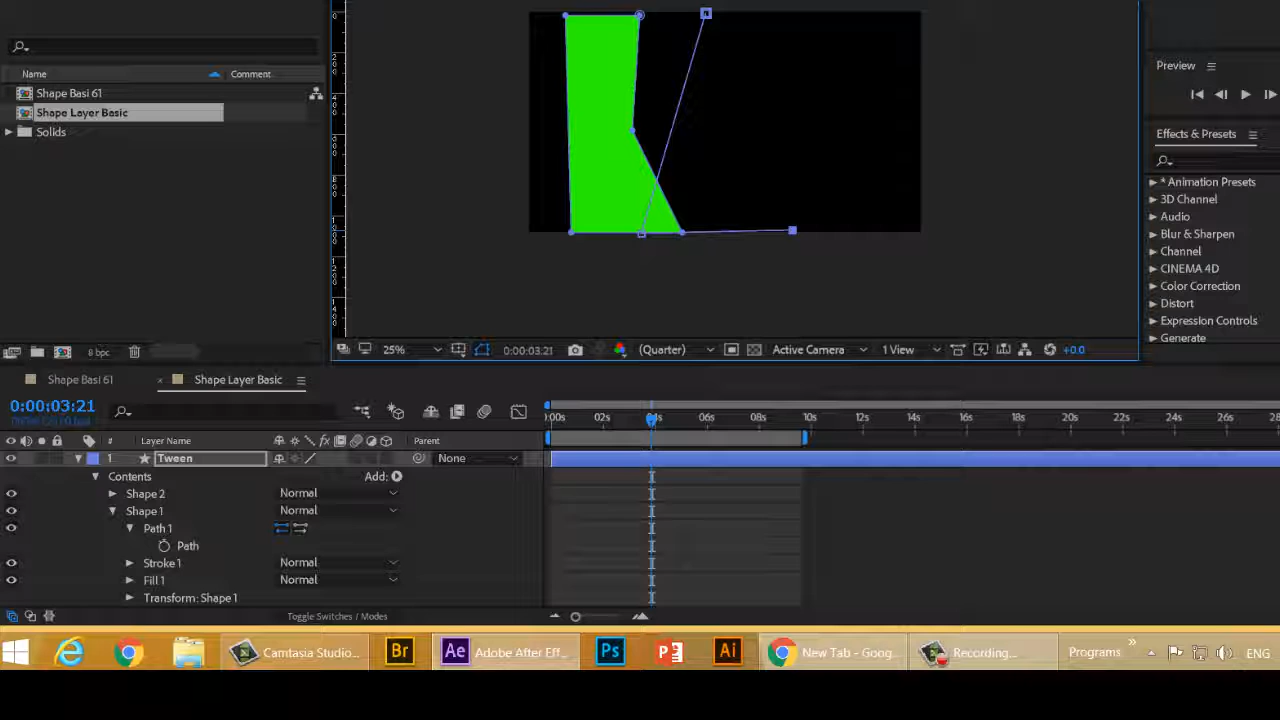 Name
Comment
Shape Basi 61
Shape Layer Basic
Solids
8 bpc
25%
0:00:03:21
(Quarter)
Active Camera
1 View
+0.0
Preview
Effects & Presets
* Animation Presets
3D Channel
Audio
Blur & Sharpen
Channel
CINEMA 4D
Color Correction
Distort
Expression Controls
Generate
Shape Basi 61
Shape Layer Basic
0:00:03:21
:00s 02s 04s 06s 08s 10s 12s 14s 16s 18s 20s 22s 24s 26s 28
# Layer Name
Parent
1 Tween
None
Contents
Add:
Shape 2 Normal
Shape 1 Normal
Path 1
Path
Stroke 1 Normal
Fill 1 Normal
Transform: Shape 1
Toggle Switches / Modes
Camtasia Studio...
Br
Ae Adobe After Eff...
Ps
Ai
New Tab - Goog...
Recording...
Programs
ENG